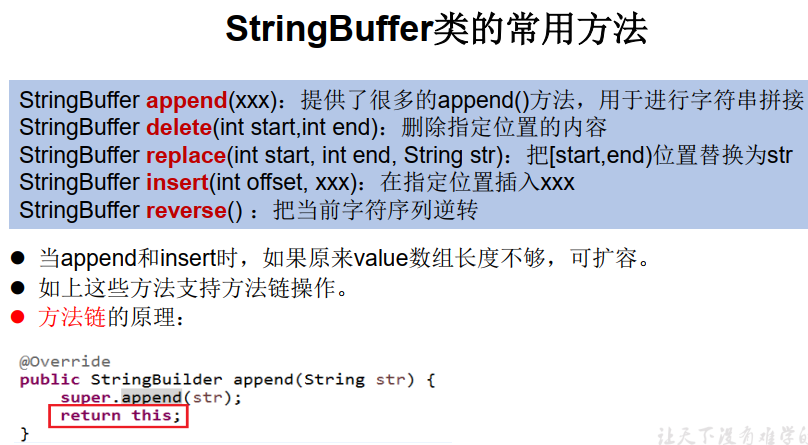 StringBuffer类的常用方法
StringBuffer append(xxx)：提供了很多的append()方法，用于进行字符串拼接
StringBuffer delete(int start,int end)：删除指定位置的内容
StringBuffer replace(int start, int end, String str)：把[start,end)位置替换为str
StringBuffer insert(int offset, xxx)：在指定位置插入xxx
StringBuffer reverse() ：把当前字符序列逆转
● 当append和insert时，如果原来value数组长度不够，可扩容。
● 如上这些方法支持方法链操作。
● 方法链的原理：
@Override
public StringBuilder append(String str) {
super.append(str);
return this;
}
让天下没有难学的